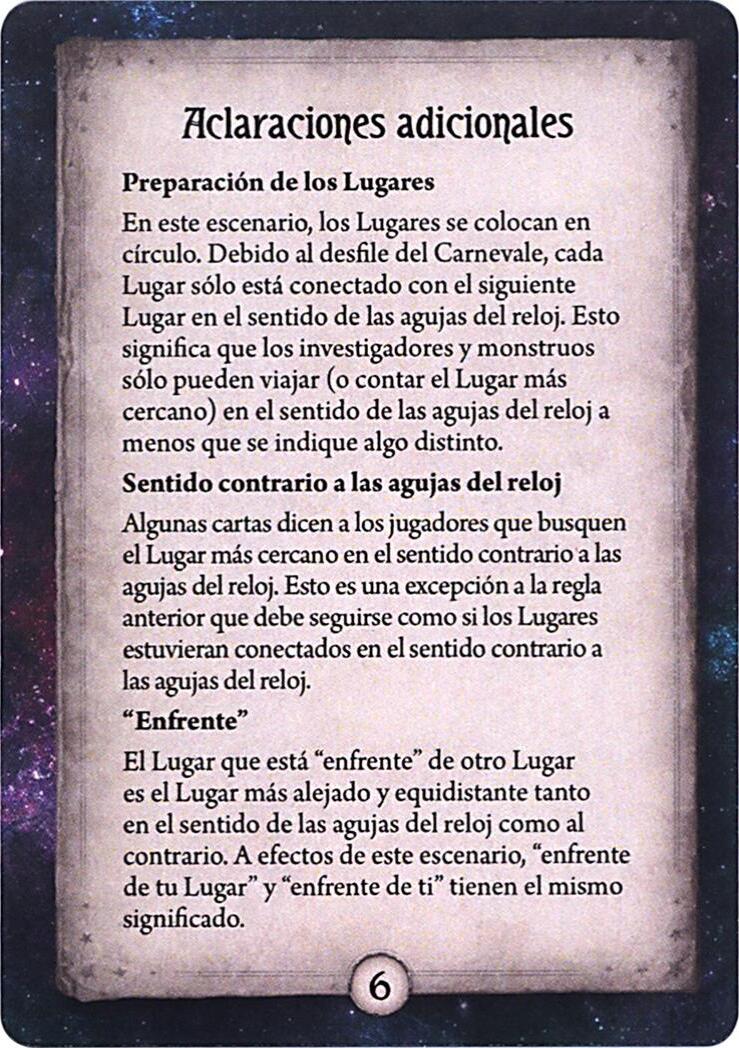 Aclaraciones adicionales
Preparación de los Lugares
En este escenario, los Lugares se colocan en
círculo. Debido al desfile del Carnevale, cada
Lugar sólo está conectado con el siguiente
Lugar en el sentido de las agujas del reloj. Esto
significa que los investigadores y monstruos
sólo pueden viajar (o contar el Lugar más
cercano) en el sentido de las agujas del reloj a
menos que se indique algo distinto.
Sentido contrario a las agujas del reloj
Algunas cartas dicen a los jugadores que busquen
el Lugar más cercano en el sentido contrario a las
agujas del reloj. Esto es una excepción a la regla
anterior que debe seguirse como si los Lugares
estuvieran conectados en el sentido contrario a
las agujas del reloj.
“Enfrente”
El Lugar que está “enfrente” de otro Lugar
es el Lugar más alejado y equidistante tanto
en el sentido de las agujas del reloj como al
contrario. A efectos de este escenario, “enfrente
de tu Lugar” y “enfrente de ti” tienen el mismo
significado.
6